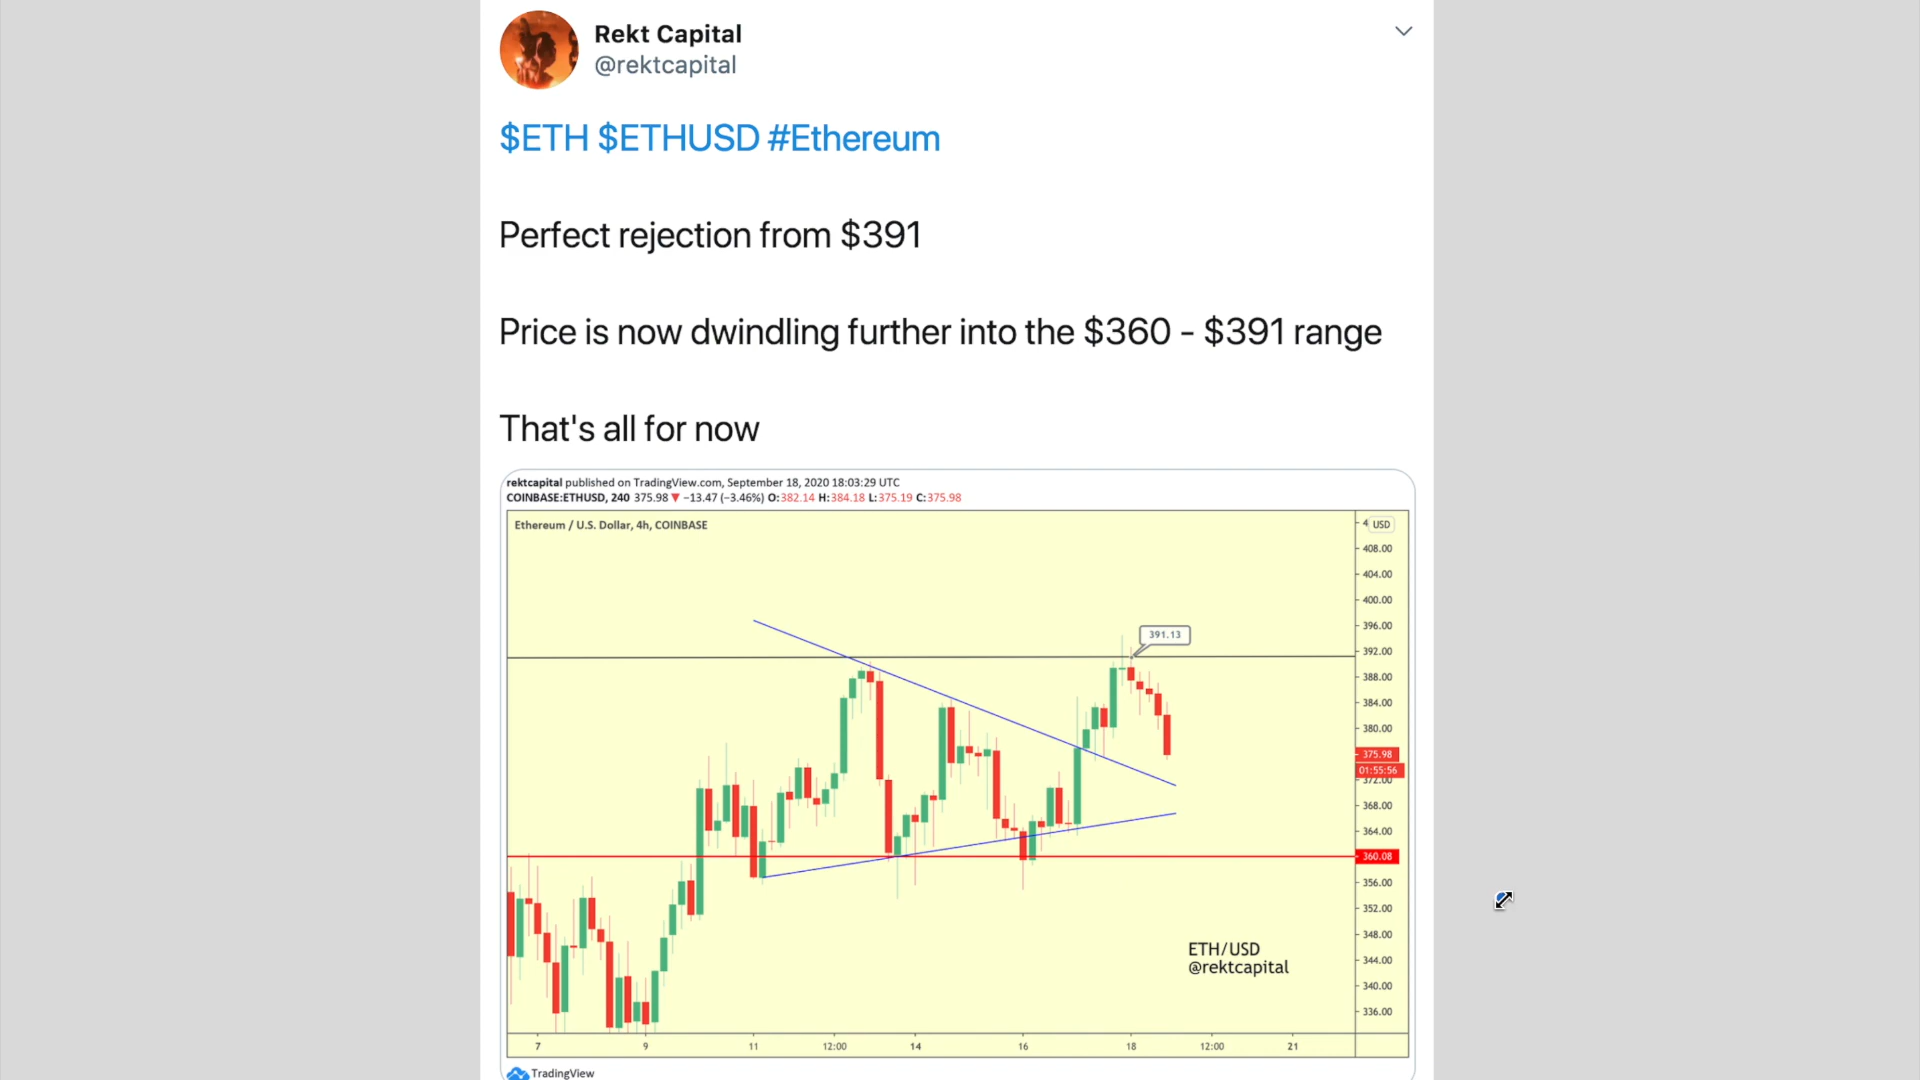 Rekt Capital
@rektcapital
$ETH $ETHUSD #Ethereum
Perfect rejection from $391
Price is now dwindling further into the $360 - $391 range
That's all for now
rektcapital published on TradingView.com, September 18, 2020 18:03:29 UTC
COINBASE:ETHUSD, 240 375.98 ▼ −13.47 (−3.46%) O:382.14 H:384.18 L:375.19 C:375.98
Ethereum / U.S. Dollar, 4h, COINBASE
USD
408.00
404.00
400.00
396.00
391.13
392.00
388.00
384.00
380.00
375.98
01:55:56
372.00
368.00
364.00
360.08
356.00
352.00
348.00
344.00
340.00
336.00
ETH/USD
@rektcapital
7 9 11 12:00 14 16 18 12:00 21
TradingView